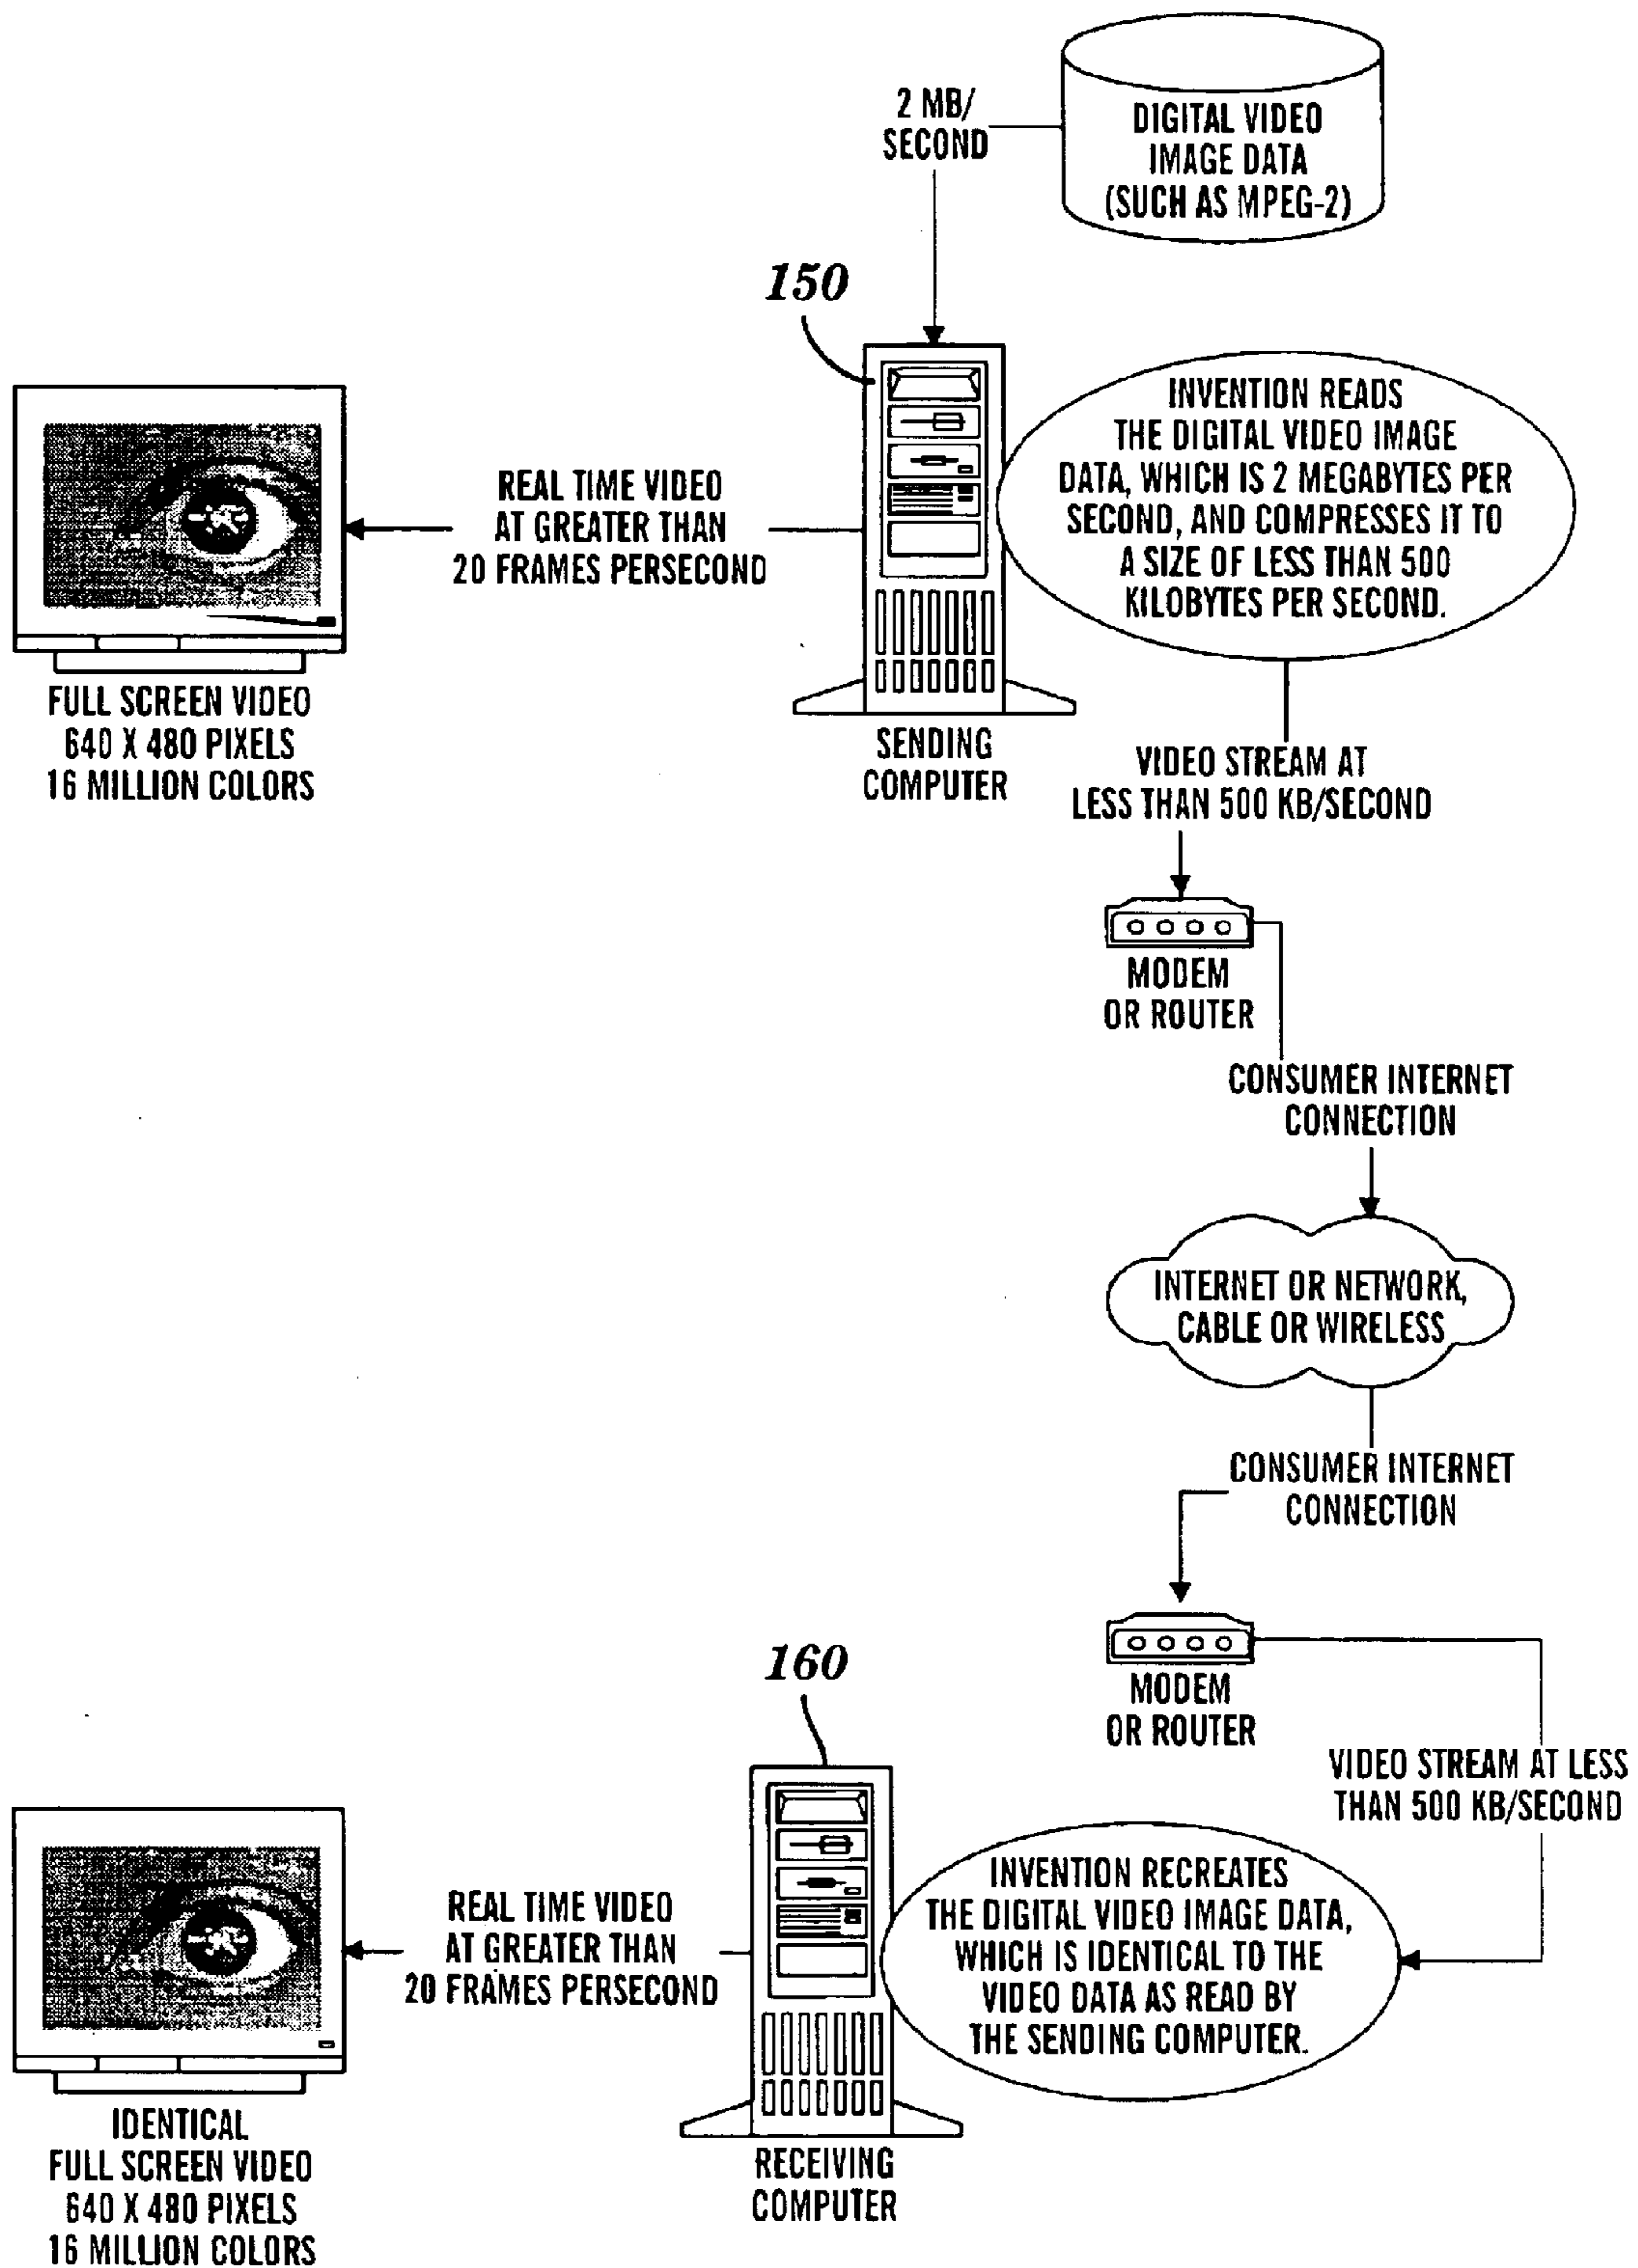 2 MB/
SECOND
DIGITAL VIDEO
IMAGE DATA
(SUCH AS MPEG-2)
150
INVENTION READS
THE DIGITAL VIDEO IMAGE
DATA, WHICH IS 2 MEGABYTES PER
SECOND, AND COMPRESSES IT TO
A SIZE OF LESS THAN 500
KILOBYTES PER SECOND.
REAL TIME VIDEO
AT GREATER THAN
20 FRAMES PERSECOND
FULL SCREEN VIDEO
640 X 480 PIXELS
16 MILLION COLORS
SENDING
COMPUTER
VIDEO STREAM AT
LESS THAN 500 KB/SECOND
MODEM
OR ROUTER
CONSUMER INTERNET
CONNECTION
INTERNET OR NETWORK,
CABLE OR WIRELESS
CONSUMER INTERNET
CONNECTION
MODEM
OR ROUTER
160
VIDEO STREAM AT LESS
THAN 500 KB/SECOND
INVENTION RECREATES
THE DIGITAL VIDEO IMAGE DATA,
WHICH IS IDENTICAL TO THE
VIDEO DATA AS READ BY
THE SENDING COMPUTER.
REAL TIME VIDEO
AT GREATER THAN
20 FRAMES PERSECOND
IDENTICAL
FULL SCREEN VIDEO
640 X 480 PIXELS
16 MILLION COLORS
RECEIVING
COMPUTER